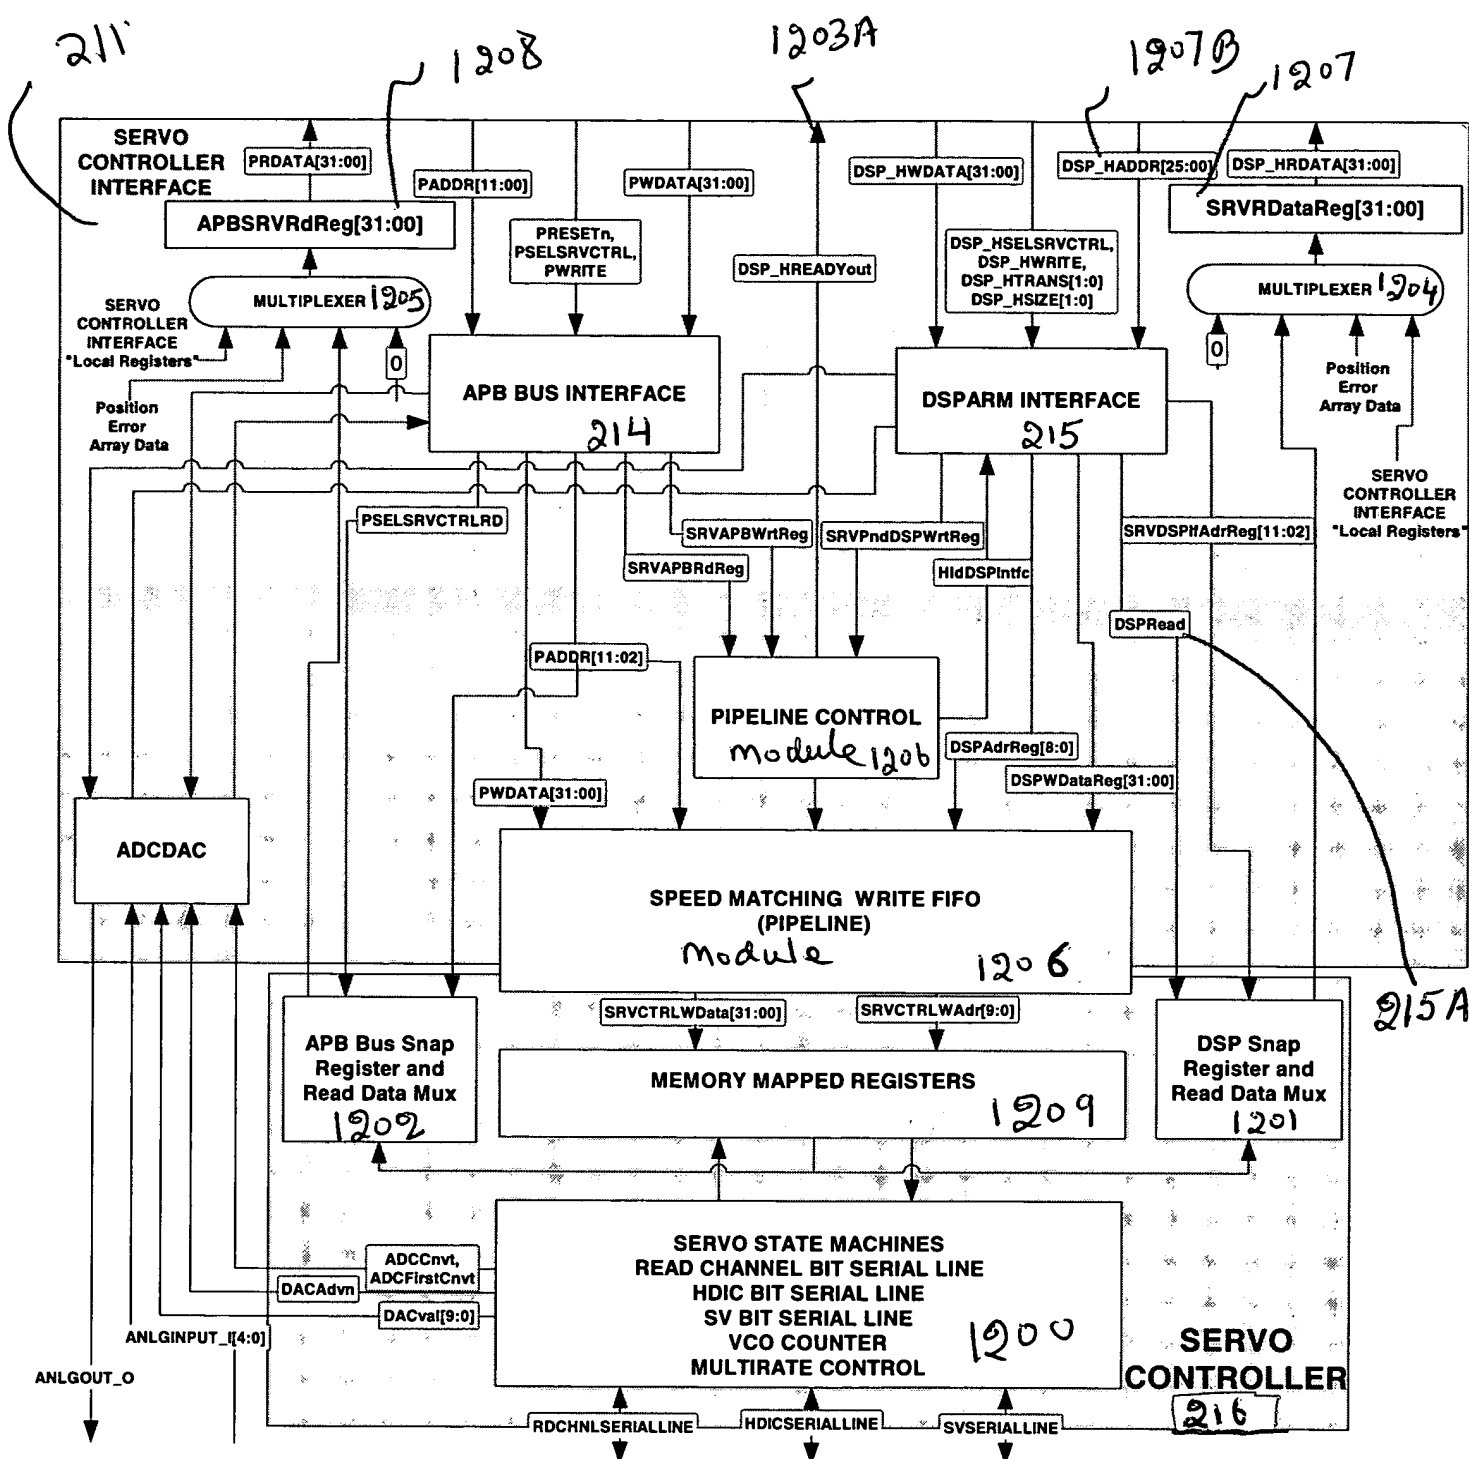 211
1208
1203A
1207B
1207
SERVO
CONTROLLER
INTERFACE
PRDATA[31:00]
PADDR[11:00]
PWDATA[31:00]
DSP_HWDATA[31:00]
DSP_HADDR[25:00]
DSP_HRDATA[31:00]
APBSRVRdReg[31:00]
SRVRDataReg[31:00]
PRESETn,
PSELSRVCTRL,
PWRITE
DSP_HREADYout
DSP_HSELSRVCTRL,
DSP_HWRITE,
DSP_HTRANS[1:0]
DSP_HSIZE[1:0]
MULTIPLEXER 1205
MULTIPLEXER 1204
SERVO
CONTROLLER
INTERFACE
"Local Registers"
0
0
APB BUS INTERFACE
214
DSPARM INTERFACE
215
Position
Error
Array Data
Position
Error
Array Data
SERVO
CONTROLLER
INTERFACE
"Local Registers"
PSELSRVCTRLRD
SRVAPBWrtReg
SRVAPBRdReg
SRVPndDSPWrtReg
HldDSPIntfc
SRVDSPIfAdrReg[11:02]
DSPRead
PADDR[11:02]
PIPELINE CONTROL
module 1206
DSPAdrReg[8:0]
DSPWDataReg[31:00]
PWDATA[31:00]
ADCDAC
SPEED MATCHING WRITE FIFO
(PIPELINE)
module
1206
215A
SRVCTRLWData[31:00]
SRVCTRLWAdr[9:0]
APB Bus Snap
Register and
Read Data Mux
1202
MEMORY MAPPED REGISTERS
1209
DSP Snap
Register and
Read Data Mux
1201
ADCCnvt,
ADCFirstCnvt
DACAdvn
DACval[9:0]
SERVO STATE MACHINES
READ CHANNEL BIT SERIAL LINE
HDIC BIT SERIAL LINE
SV BIT SERIAL LINE
VCO COUNTER
MULTIRATE CONTROL
1200
ANLGINPUT_I[4:0]
ANLGOUT_O
SERVO
CONTROLLER
216
RDCHNLSERIALLINE
HDICSERIALLINE
SVSERIALLINE